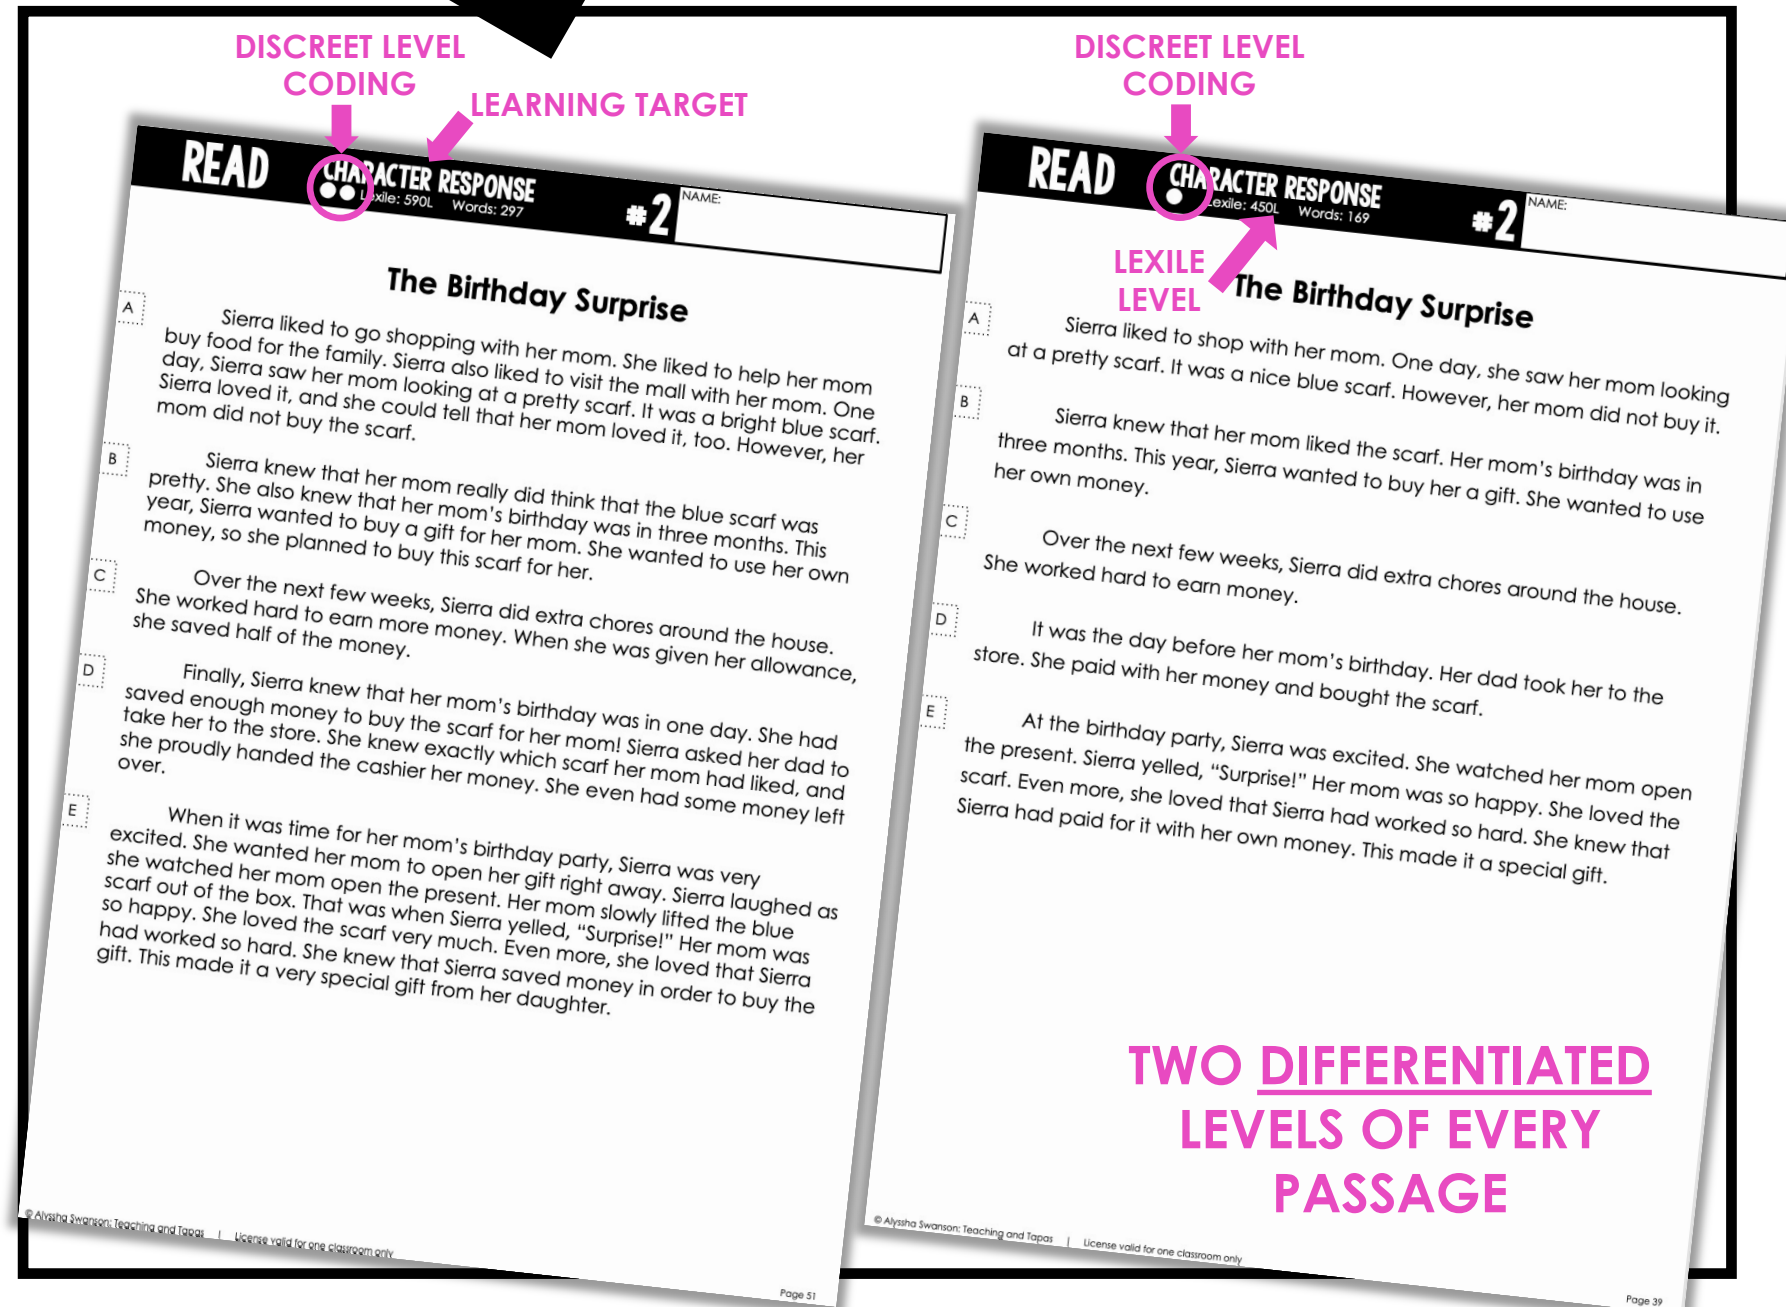 DISCREET LEVEL
CODING
LEARNING TARGET
READ
CHARACTER RESPONSE
Lexile: 590L Words: 297
#2
NAME:
The Birthday Surprise
A
Sierra liked to go shopping with her mom. She liked to help her mom
buy food for the family. Sierra also liked to visit the mall with her mom. One
day, Sierra saw her mom looking at a pretty scarf. It was a bright blue scarf.
Sierra loved it, and she could tell that her mom loved it, too. However, her
mom did not buy the scarf.
B
Sierra knew that her mom really did think that the blue scarf was
pretty. She also knew that her mom's birthday was in three months. This
year, Sierra wanted to buy a gift for her mom. She wanted to use her own
money, so she planned to buy this scarf for her.
C
Over the next few weeks, Sierra did extra chores around the house.
She worked hard to earn more money. When she was given her allowance,
she saved half of the money.
D
Finally, Sierra knew that her mom's birthday was in one day. She had
saved enough money to buy the scarf for her mom! Sierra asked her dad to
take her to the store. She knew exactly which scarf her mom had liked, and
she proudly handed the cashier her money. She even had some money left
over.
E
When it was time for her mom's birthday party, Sierra was very
excited. She wanted her mom to open her gift right away. Sierra laughed as
she watched her mom open the present. Her mom slowly lifted the blue
scarf out of the box. That was when Sierra yelled, “Surprise!” Her mom was
so happy. She loved the scarf very much. Even more, she loved that Sierra
had worked so hard. She knew that Sierra saved money in order to buy the
gift. This made it a very special gift from her daughter.
© Alyssha Swanson: Teaching and Tapas | License valid for one classroom only
Page 51
DISCREET LEVEL
CODING
READ
CHARACTER RESPONSE
Lexile: 450L Words: 169
#2
NAME:
LEXILE
LEVEL
The Birthday Surprise
A
Sierra liked to shop with her mom. One day, she saw her mom looking
at a pretty scarf. It was a nice blue scarf. However, her mom did not buy it.
B
Sierra knew that her mom liked the scarf. Her mom's birthday was in
three months. This year, Sierra wanted to buy her a gift. She wanted to use
her own money.
C
Over the next few weeks, Sierra did extra chores around the house.
She worked hard to earn money.
D
It was the day before her mom's birthday. Her dad took her to the
store. She paid with her money and bought the scarf.
E
At the birthday party, Sierra was excited. She watched her mom open
the present. Sierra yelled, “Surprise!” Her mom was so happy. She loved the
scarf. Even more, she loved that Sierra had worked so hard. She knew that
Sierra had paid for it with her own money. This made it a special gift.
TWO DIFFERENTIATED
LEVELS OF EVERY
PASSAGE
© Alyssha Swanson: Teaching and Tapas | License valid for one classroom only
Page 39